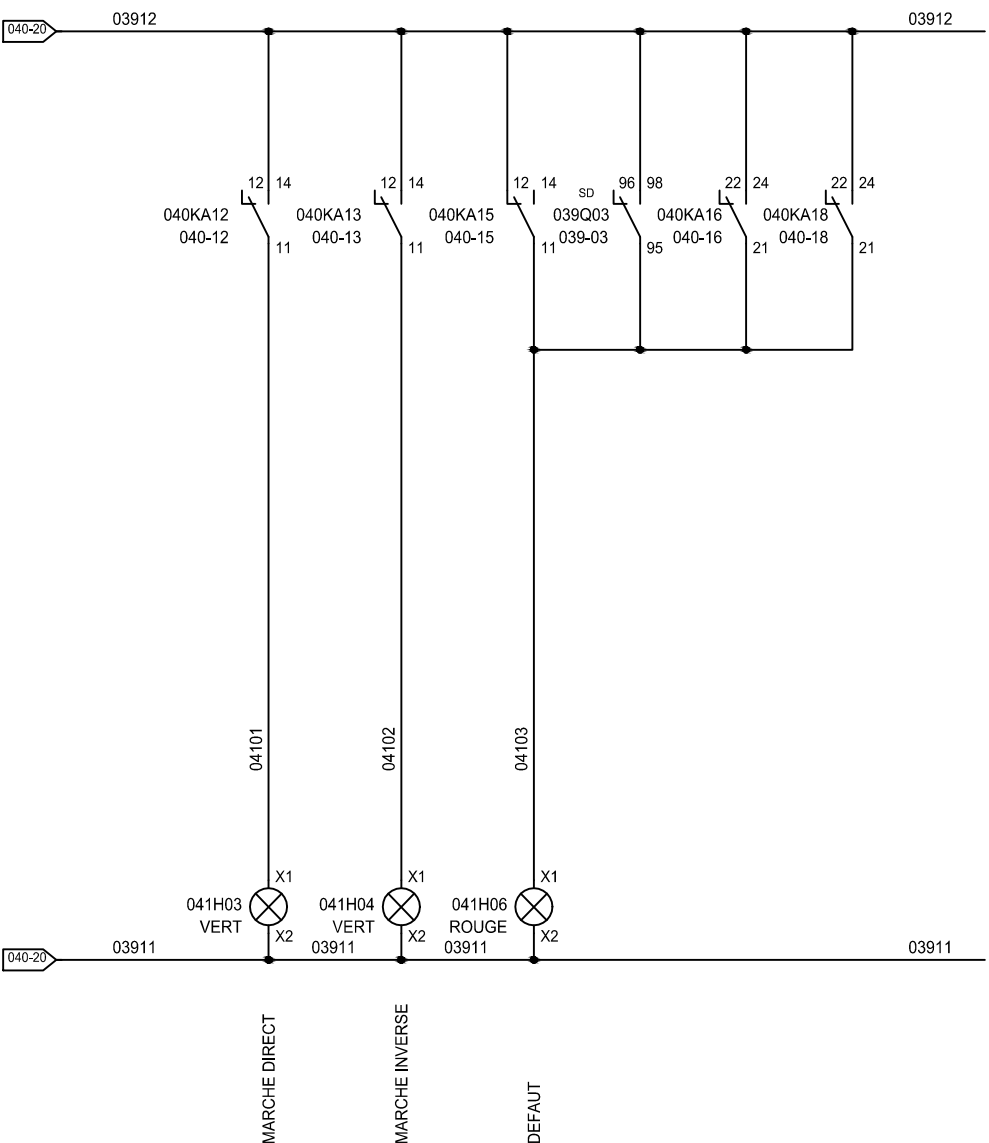 03912 03912
040-20
12 14 12 14 12 14 SD 96 98 22 24 22 24
040KA12 040KA13 040KA15 039Q03 040KA16 040KA18
040-12 040-13 040-15 039-03 040-16 040-18
11 11 11 95 21 21
04101 04102 04103
X1 X1 X1
041H03 041H04 041H06
VERT VERT ROUGE
X2 X2 X2
03911 03911 03911 03911
040-20
MARCHE DIRECT
MARCHE INVERSE
DEFAUT